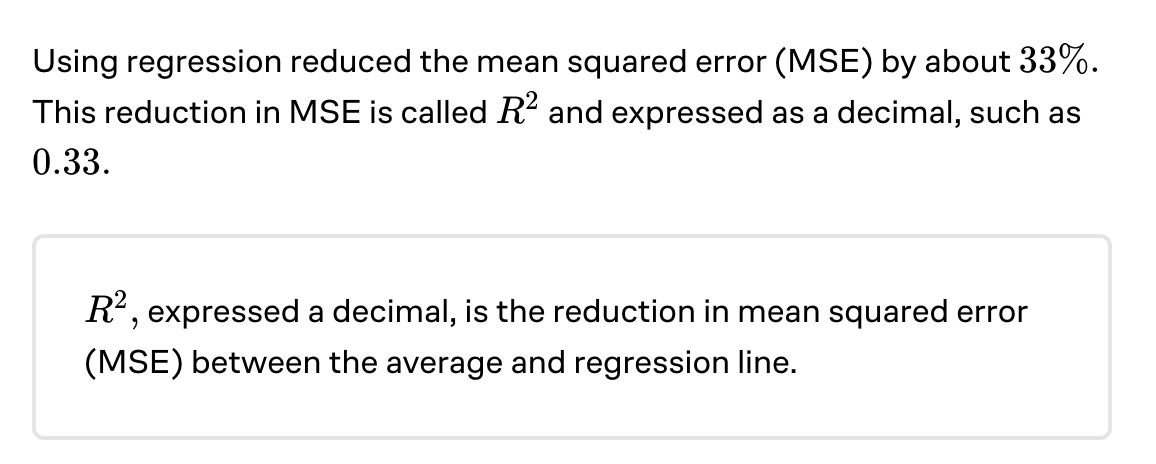 Using regression reduced the mean squared error (MSE) by about 33%.
This reduction in MSE is called R² and expressed as a decimal, such as
0.33.
R², expressed a decimal, is the reduction in mean squared error
(MSE) between the average and regression line.